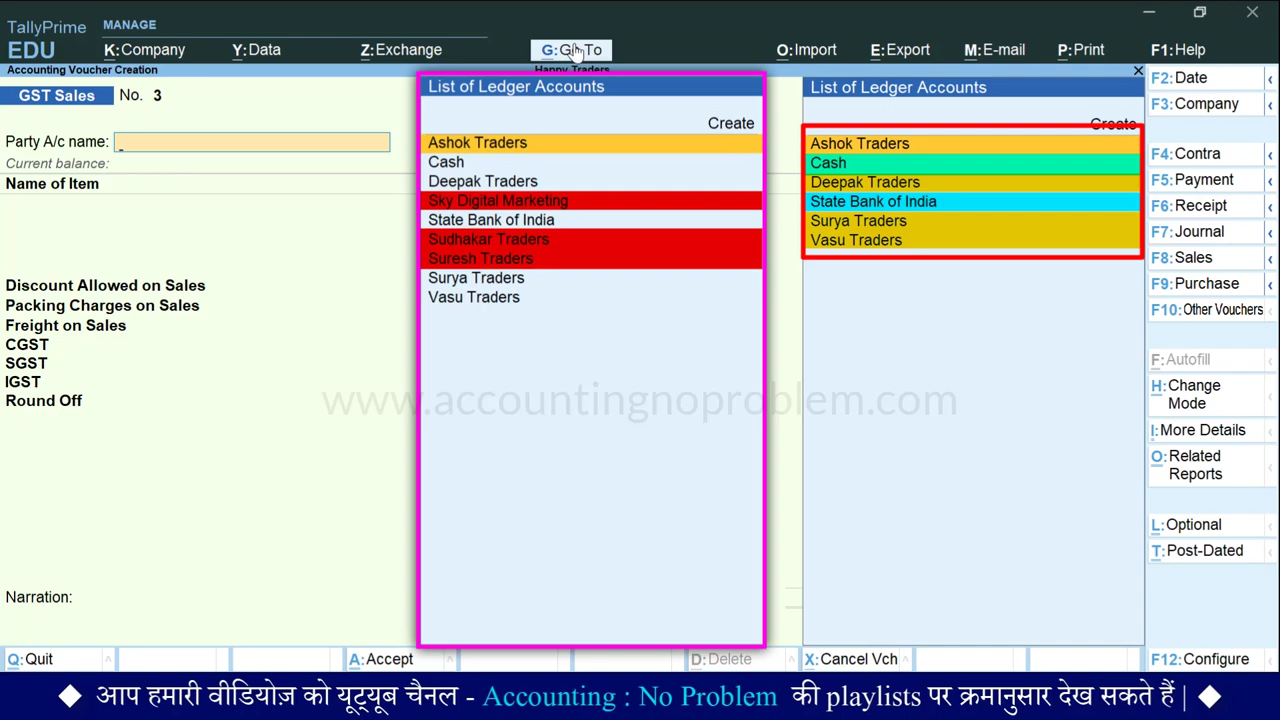 TallyPrime
EDU
MANAGE
K:Company
Y:Data
Z:Exchange
G:Go To
O:Import
E:Export
M:E-mail
P:Print
F1:Help
Accounting Voucher Creation
Happy Traders
GST Sales
No. 3
Party A/c name:
Current balance:
Name of Item
Discount Allowed on Sales
Packing Charges on Sales
Freight on Sales
CGST
SGST
IGST
Round Off
Narration:
List of Ledger Accounts
Create
Ashok Traders
Cash
Deepak Traders
Sky Digital Marketing
State Bank of India
Sudhakar Traders
Suresh Traders
Surya Traders
Vasu Traders
List of Ledger Accounts
Create
Ashok Traders
Cash
Deepak Traders
State Bank of India
Surya Traders
Vasu Traders
F2:Date
F3:Company
F4:Contra
F5:Payment
F6:Receipt
F7:Journal
F8:Sales
F9:Purchase
F10:Other Vouchers
F:Autofill
H:Change
Mode
I:More Details
O:Related
Reports
L:Optional
T:Post-Dated
www.accountingnoproblem.com
Q:Quit
A:Accept
D:Delete
X:Cancel Vch
F12:Configure
◆ आप हमारी वीडियोज़ को यूट्यूब चैनल - Accounting : No Problem की playlists पर क्रमानुसार देख सकते हैं | ◆